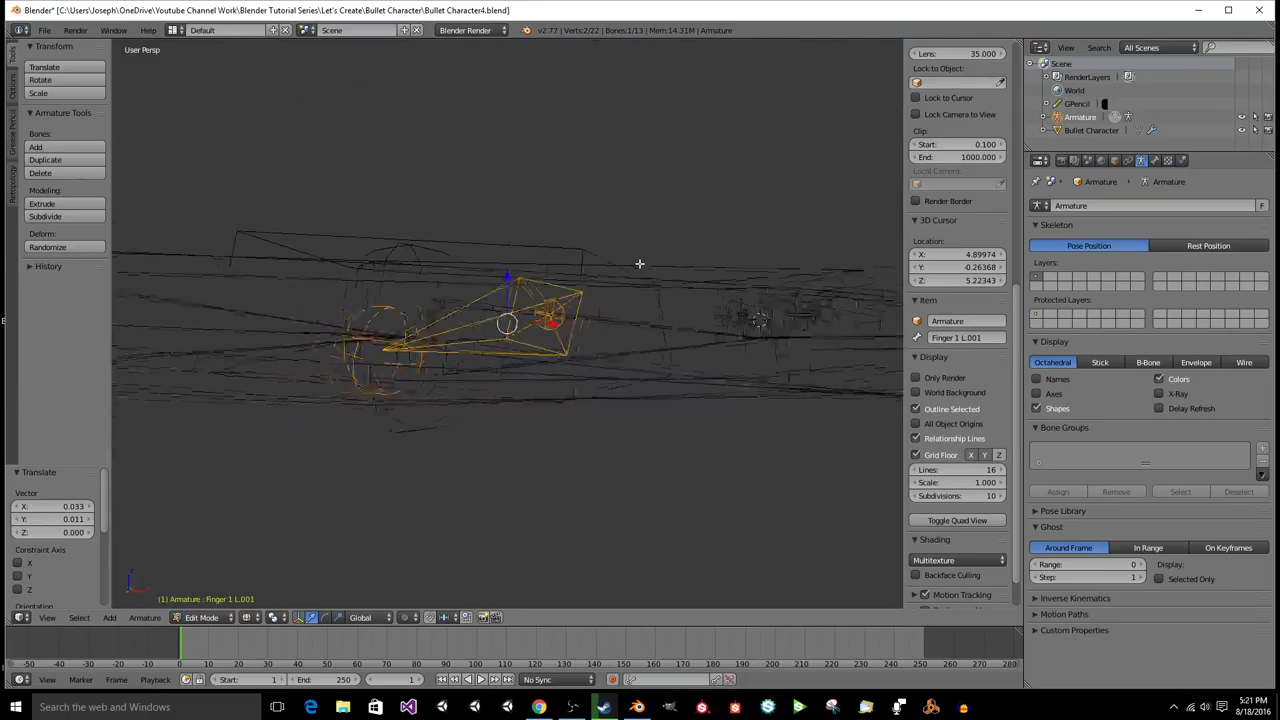 Blender* [C:\Users\Joseph\OneDrive\Youtube Channel Work\Blender Tutorial Series\Let's Create\Bullet Character\Bullet Character4.blend]
File Render Window Help Default Scene Blender Render v2.77 | Verts:2/22 | Bones:1/13 | Mem:14.31M | Armature
View Search All Scenes
Tools
Options
Grease Pencil
Retopology
Transform
Translate
Rotate
Scale
Armature Tools
Bones:
Add
Duplicate
Delete
Modeling:
Extrude
Subdivide
Deform:
Randomize
History
Translate
Vector
X: 0.033
Y: 0.011
Z: 0.000
Constraint Axis
X
Y
Z
Orientation
User Persp
(1) Armature : Finger 1 L.001
Lens: 35.000
Lock to Object:
Lock to Cursor
Lock Camera to View
Clip:
Start: 0.100
End: 1000.000
Local Camera:
Render Border
3D Cursor
Location:
X: 4.89974
Y: -0.26368
Z: 5.22343
Item
Armature
Finger 1 L.001
Display
Only Render
World Background
Outline Selected
All Object Origins
Relationship Lines
Grid Floor X Y Z
Lines: 16
Scale: 1.000
Subdivisions: 10
Toggle Quad View
Shading
Multitexture
Backface Culling
Motion Tracking
Scene
RenderLayers
World
GPencil
Armature
Bullet Character
Armature Armature
Armature F
Skeleton
Pose Position Rest Position
Layers:
Protected Layers:
Display
Octahedral Stick B-Bone Envelope Wire
Names Colors
Axes X-Ray
Shapes Delay Refresh
Bone Groups
Assign Remove Select Deselect
Pose Library
Ghost
Around Frame In Range On Keyframes
Range: 0 Display:
Step: 1 Selected Only
Inverse Kinematics
Motion Paths
Custom Properties
View Select Add Armature Edit Mode Global
-50 -40 -30 -20 -10 0 10 20 30 40 50 60 70 80 90 100 110 120 130 140 150 160 170 180 190 200 210 220 230 240 250 260 270 280
View Marker Frame Playback Start: 1 End: 250 1 No Sync
Search the web and Windows
5:21 PM
8/18/2016